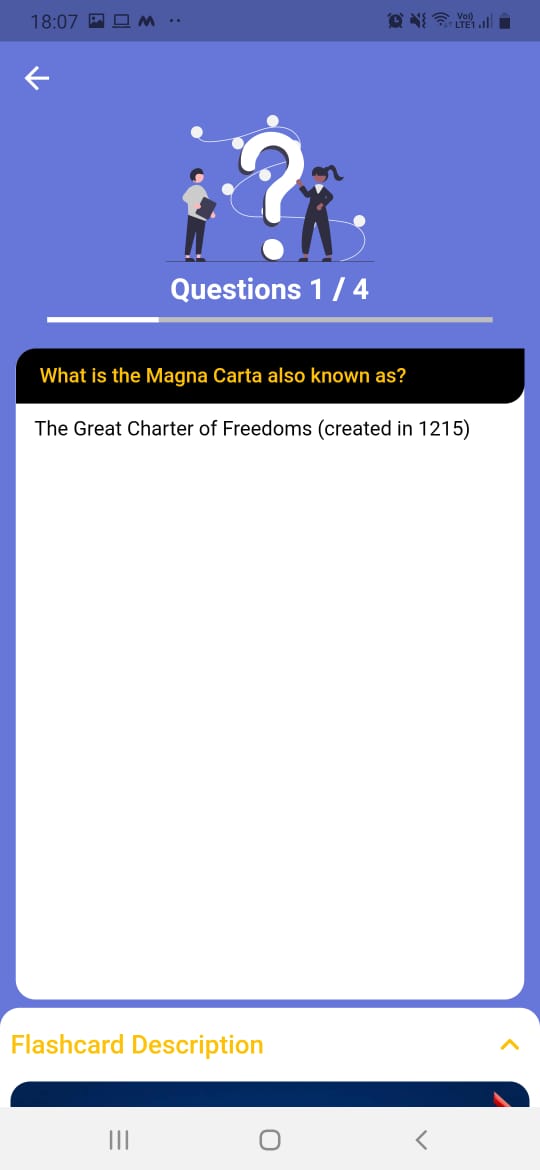 18:07
Vo)
LTE1
Questions 1 / 4
What is the Magna Carta also known as?
The Great Charter of Freedoms (created in 1215)
Flashcard Description